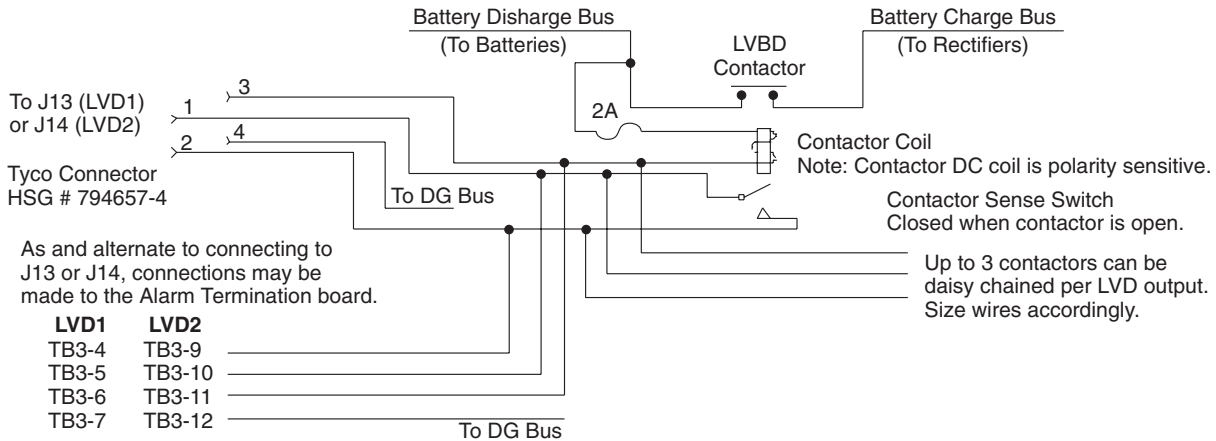 Battery Disharge Bus
(To Batteries)
LVBD
Contactor
Battery Charge Bus
(To Rectifiers)
To J13 (LVD1)
or J14 (LVD2)
3
1
4
2
2A
Tyco Connector
HSG # 794657-4
To DG Bus
Contactor Coil
Note: Contactor DC coil is polarity sensitive.
Contactor Sense Switch
Closed when contactor is open.
As and alternate to connecting to
J13 or J14, connections may be
made to the Alarm Termination board.
Up to 3 contactors can be
daisy chained per LVD output.
Size wires accordingly.
LVD1 LVD2
TB3-4 TB3-9
TB3-5 TB3-10
TB3-6 TB3-11
TB3-7 TB3-12
To DG Bus